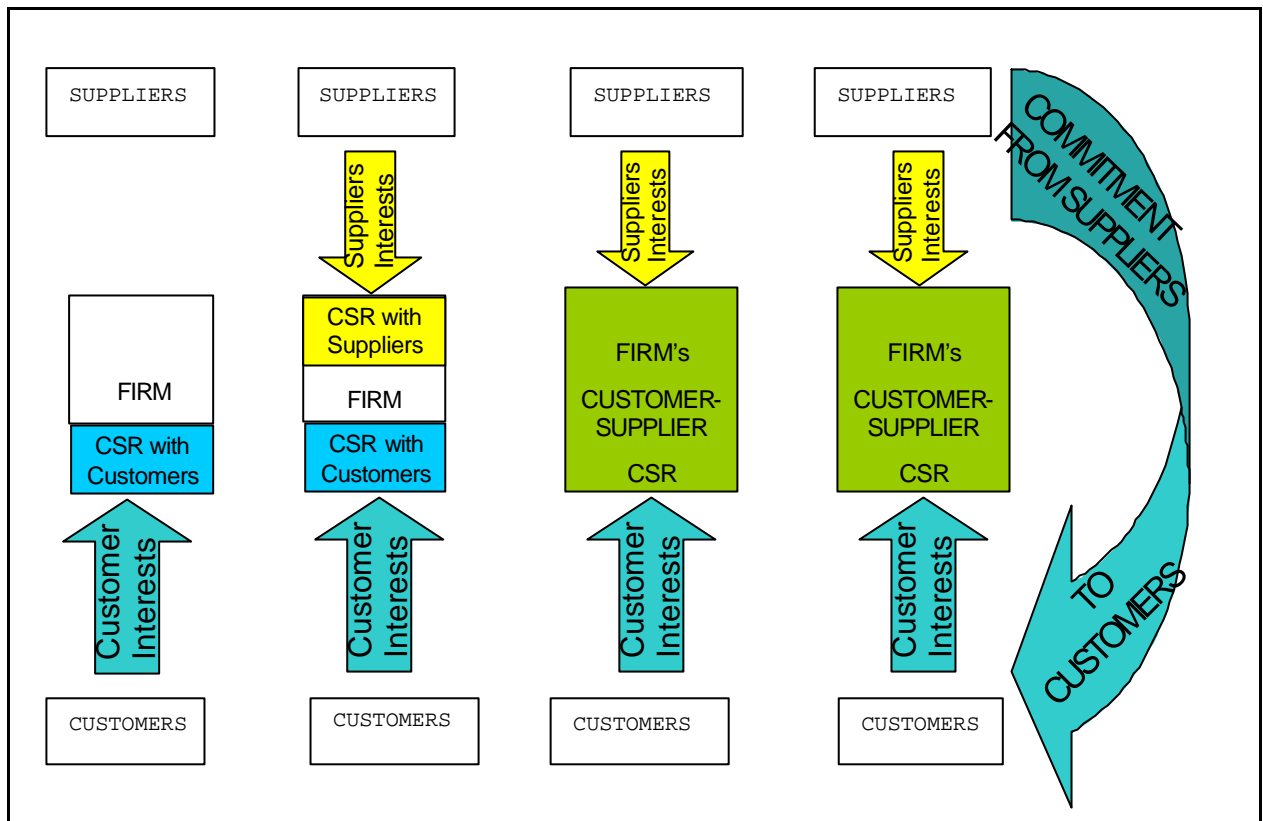 SUPPLIERS
SUPPLIERS
SUPPLIERS
SUPPLIERS
COMMITMENT
FROM SUPPLIERS
Suppliers
Interests
Suppliers
Interests
Suppliers
Interests
FIRM
CSR with
Customers
CSR with
Suppliers
FIRM
CSR with
Customers
FIRM's
CUSTOMER-
SUPPLIER
CSR
FIRM's
CUSTOMER-
SUPPLIER
CSR
Customer
Interests
Customer
Interests
Customer
Interests
Customer
Interests
TO
CUSTOMERS
CUSTOMERS
CUSTOMERS
CUSTOMERS
CUSTOMERS